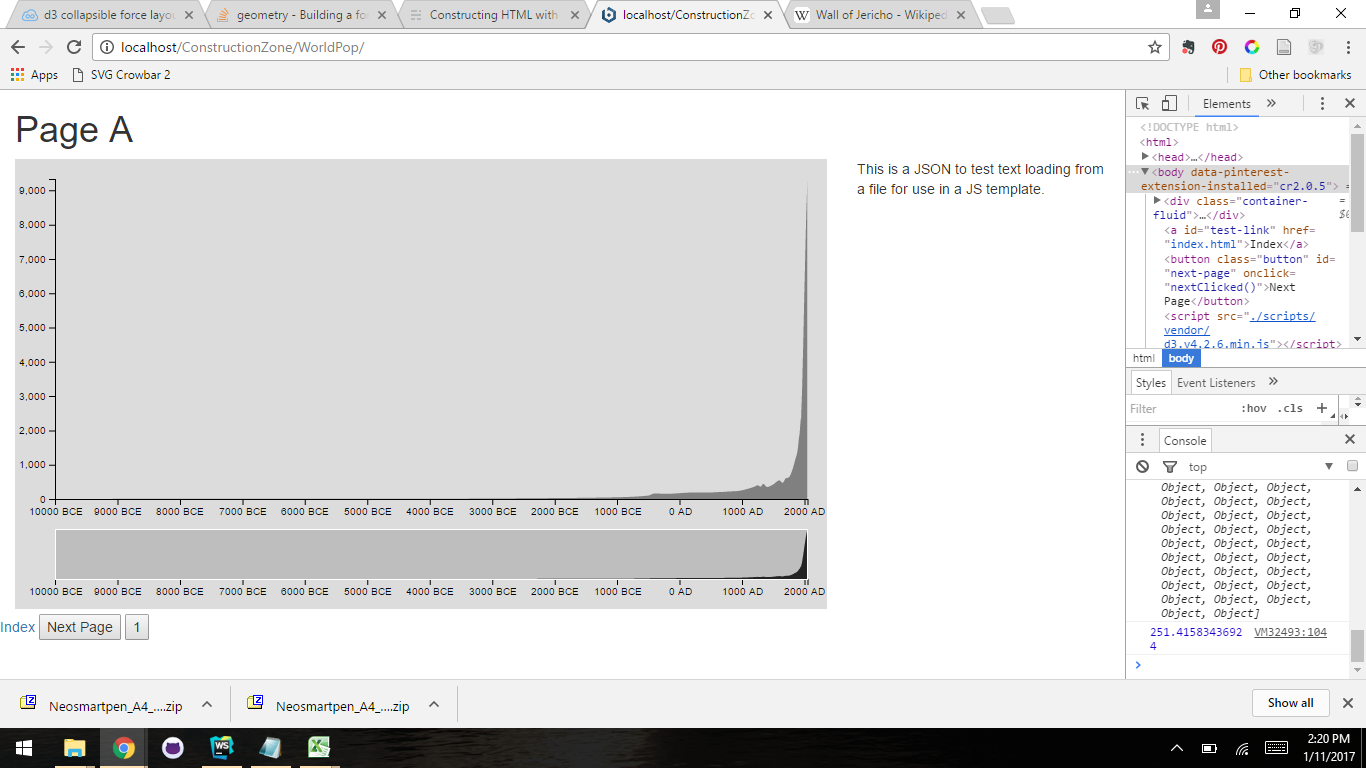 d3 collapsible force layou
geometry - Building a fo
Constructing HTML with
localhost/ConstructionZo
Wall of Jericho - Wikiped
localhost/ConstructionZone/WorldPop/
Apps
SVG Crowbar 2
Other bookmarks
Page A
9,000
8,000
7,000
6,000
5,000
4,000
3,000
2,000
1,000
0
10000 BCE 9000 BCE 8000 BCE 7000 BCE 6000 BCE 5000 BCE 4000 BCE 3000 BCE 2000 BCE 1000 BCE 0 AD 1000 AD 2000 AD
10000 BCE 9000 BCE 8000 BCE 7000 BCE 6000 BCE 5000 BCE 4000 BCE 3000 BCE 2000 BCE 1000 BCE 0 AD 1000 AD 2000 AD
This is a JSON to test text loading from
a file for use in a JS template.
Index Next Page 1
Elements »
<!DOCTYPE html>
<html>
<head>…</head>
<body data-pinterest-
extension-installed="cr2.0.5"> =
<div class="container-
fluid">…</div>
<a id="test-link" href=
"index.html">Index</a>
<button class="button" id=
"next-page" onclick=
"nextClicked()">Next
Page</button>
<script src="./scripts/
vendor/
d3.v4.2.6.min.js"></script>
html body
Styles Event Listeners »
Filter :hov .cls +
Console
top
Object, Object, Object,
Object, Object, Object,
Object, Object, Object,
Object, Object, Object,
Object, Object, Object,
Object, Object, Object,
Object, Object, Object,
Object, Object, Object,
Object, Object, Object,
Object, Object]
251.4158343692 VM32493:104
4
Neosmartpen_A4_....zip
Neosmartpen_A4_....zip
Show all
2:20 PM
1/11/2017